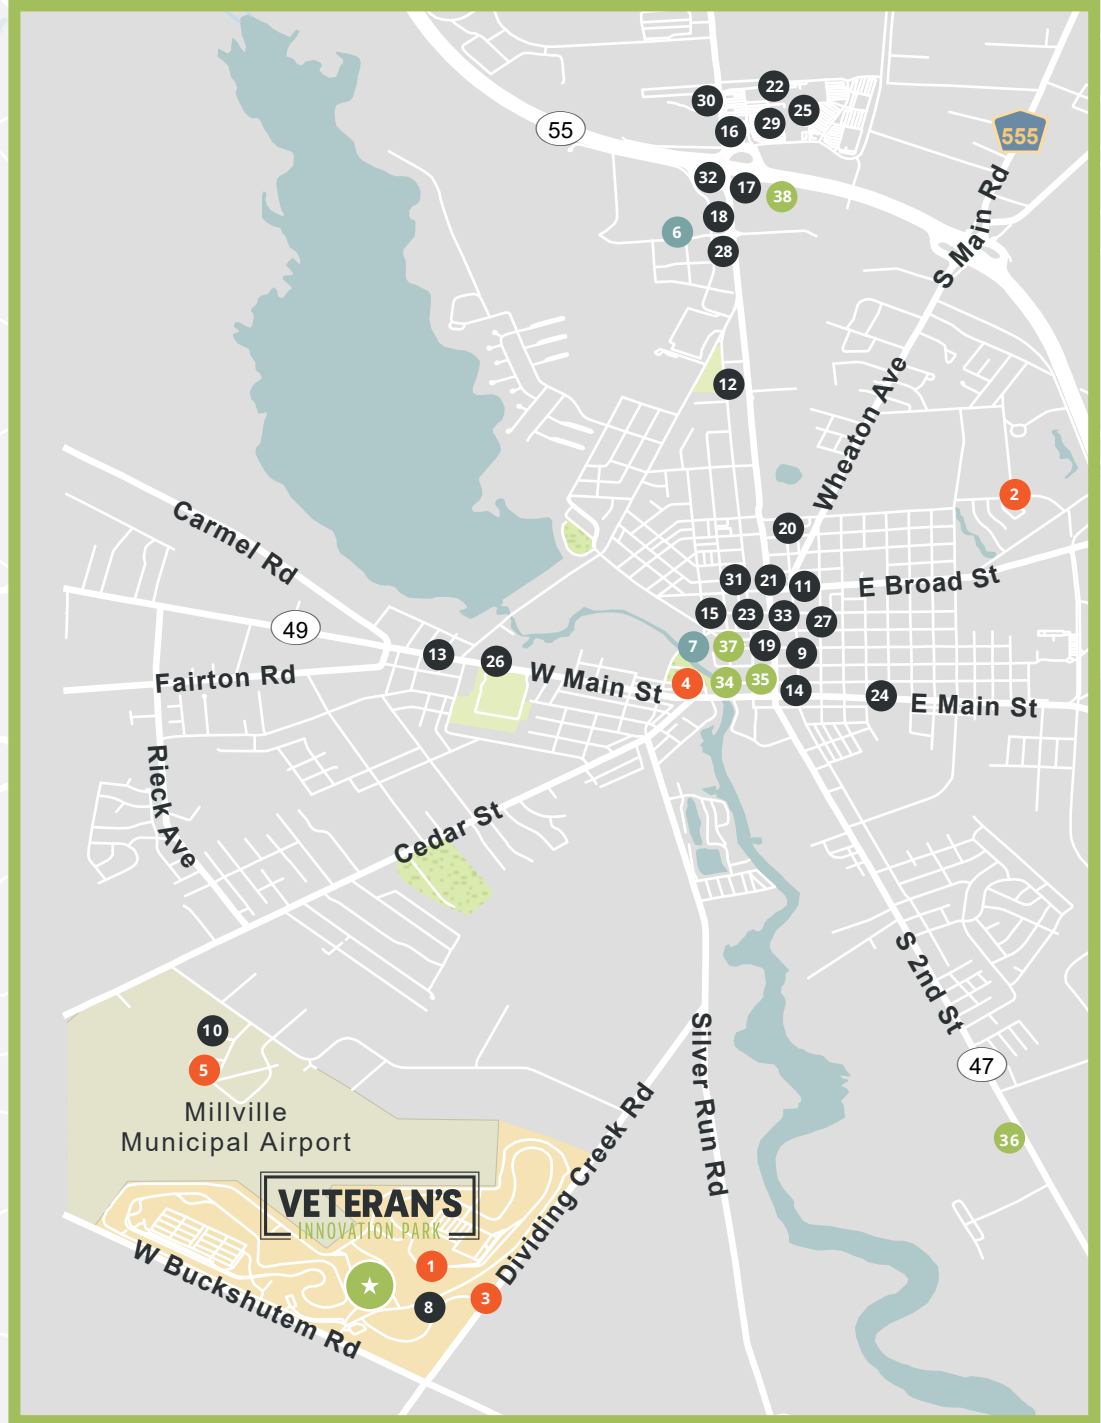 22
30
25
29
16
55
555
32
17
38
18
6
28
S Main Rd
12
Wheaton Ave
2
20
Carmel Rd
31
21
11
E Broad St
15
23
33
27
49
13
26
7
37
19
9
Fairton Rd
W Main St
4
34
35
14
24
E Main St
Rieck Ave
Cedar St
S 2nd St
10
5
Silver Run Rd
47
Millville
Municipal Airport
36
Dividing Creek Rd
VETERAN'S
INNOVATION PARK
W Buckshutem Rd
1
8
3